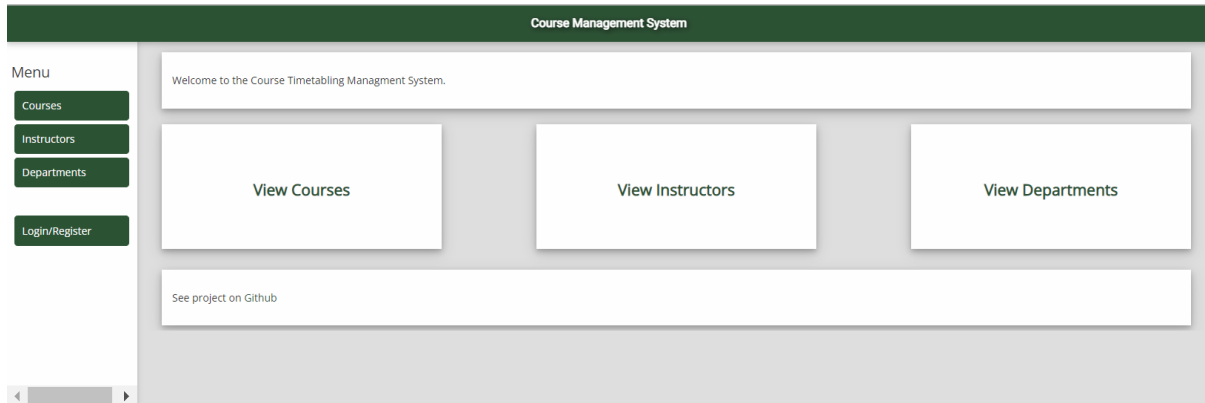 Course Management System
Menu
Courses
Instructors
Departments
Login/Register
Welcome to the Course Timetabling Managment System.
View Courses
View Instructors
View Departments
See project on Github